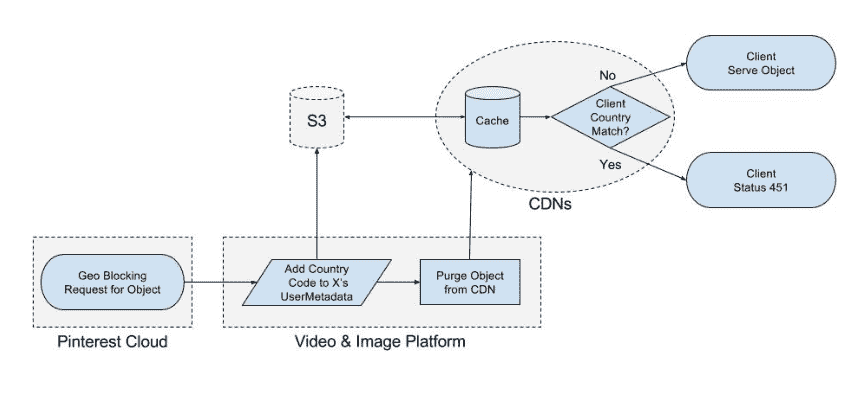 No
Client
Serve Object
S3
Cache
Client
Country
Match?
Yes
Client
Status 451
CDNs
Geo Blocking
Request for Object
Add Country
Code to X's
UserMetadata
Purge Object
from CDN
Pinterest Cloud
Video & Image Platform